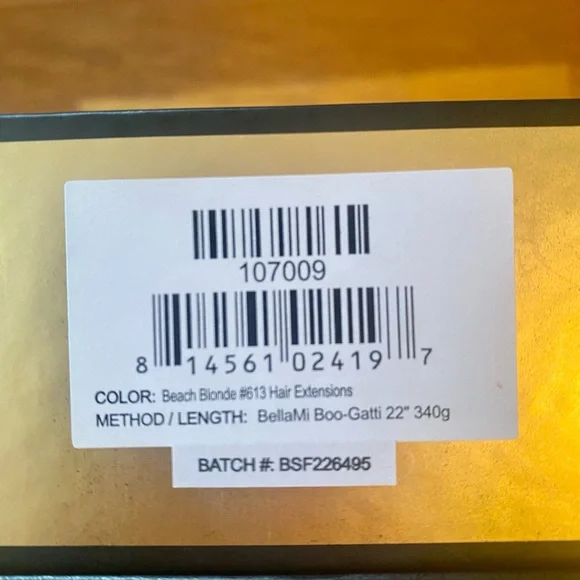 107009
8 14561 02419 7
COLOR: Beach Blonde #613 Hair Extensions
METHOD / LENGTH: BellaMi Boo-Gatti 22" 340g
BATCH #: BSF226495